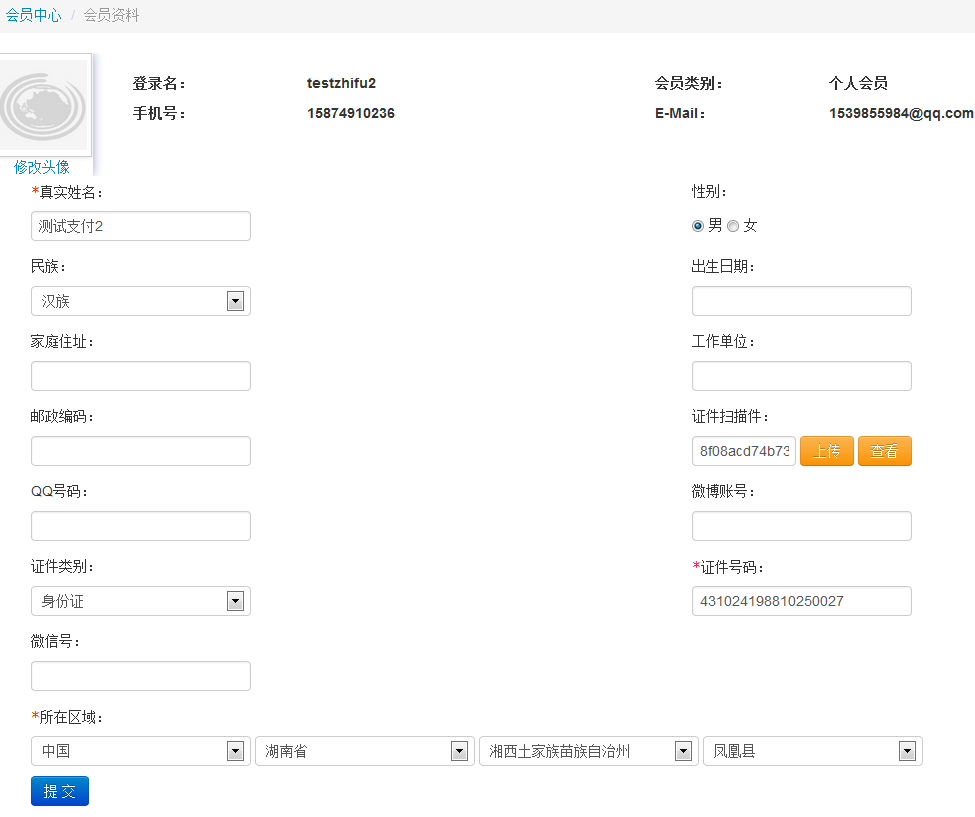 会员中心 / 会员资料
登录名： testzhifu2 会员类别： 个人会员
手机号： 15874910236 E-Mail： 1539855984@qq.com
修改头像
*真实姓名： 性别：
测试支付2 男 女
民族： 出生日期：
汉族
家庭住址： 工作单位：
邮政编码： 证件扫描件：
8f08acd74b73 上传 查看
QQ号码： 微博账号：
证件类别： *证件号码：
身份证 431024198810250027
微信号：
*所在区域：
中国 湖南省 湘西土家族苗族自治州 凤凰县
提 交